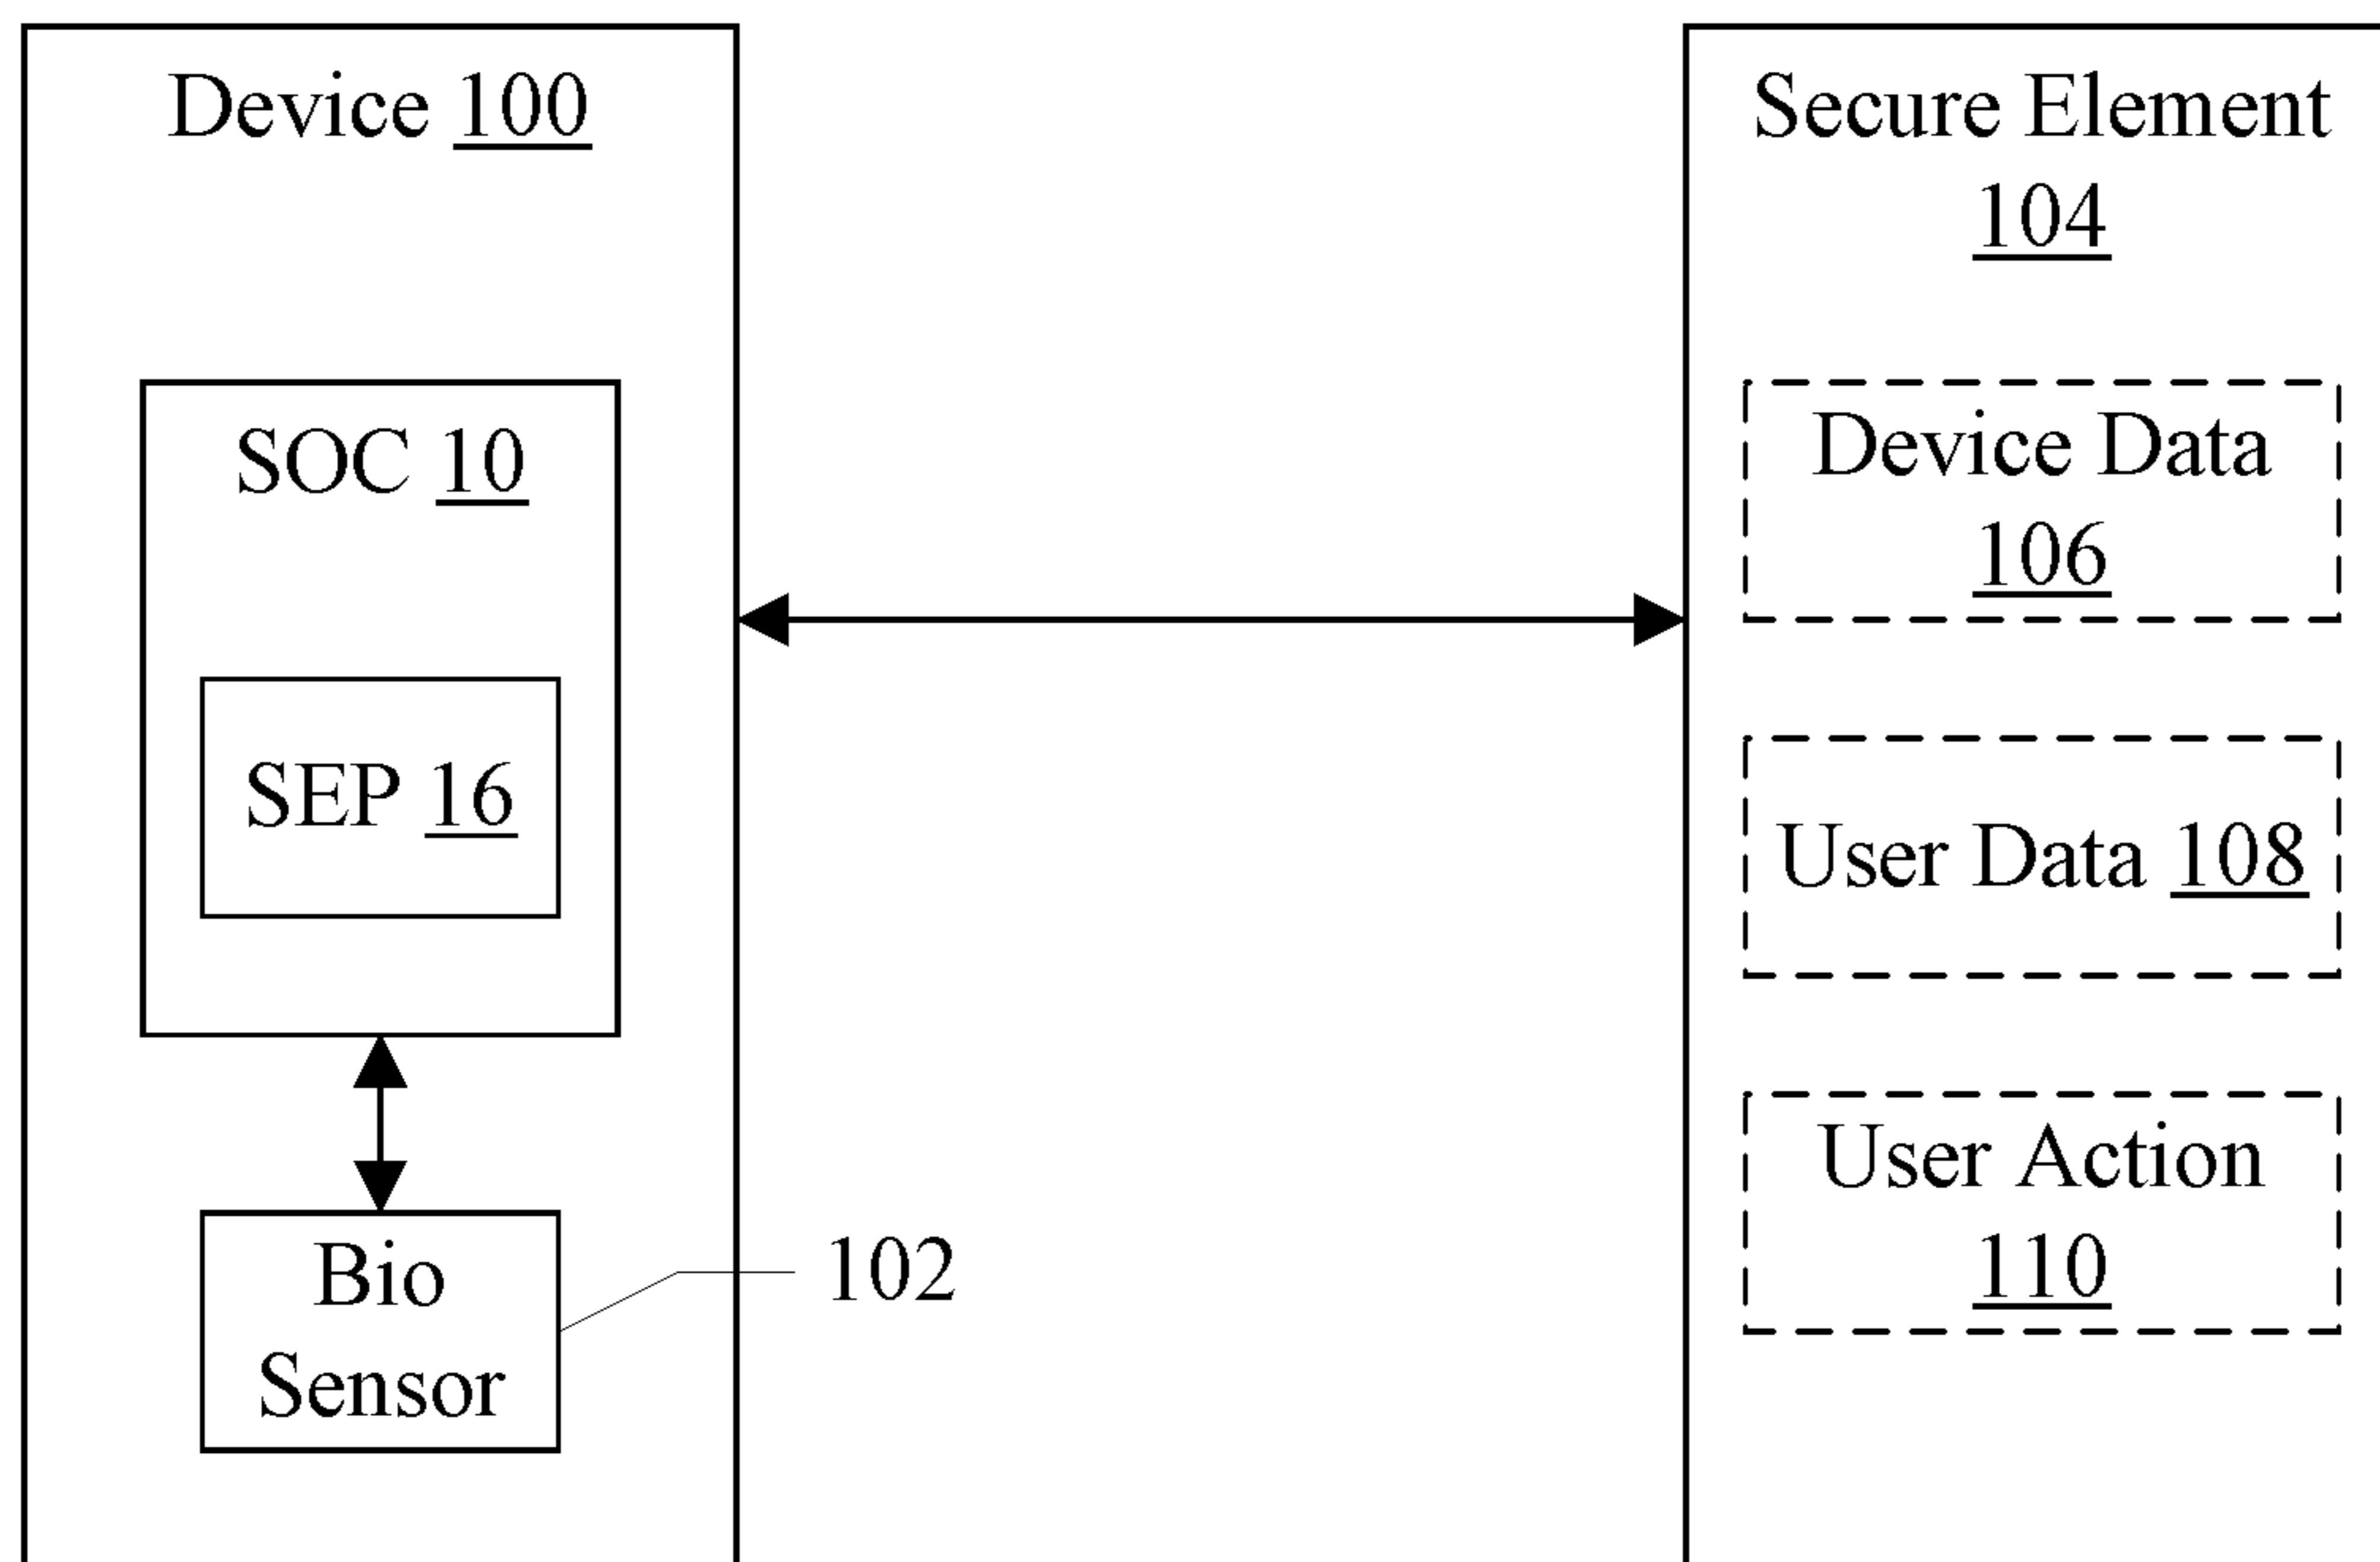 Device 100
SOC 10
SEP 16
Bio
Sensor
102
Secure Element
104
Device Data
106
User Data 108
User Action
110